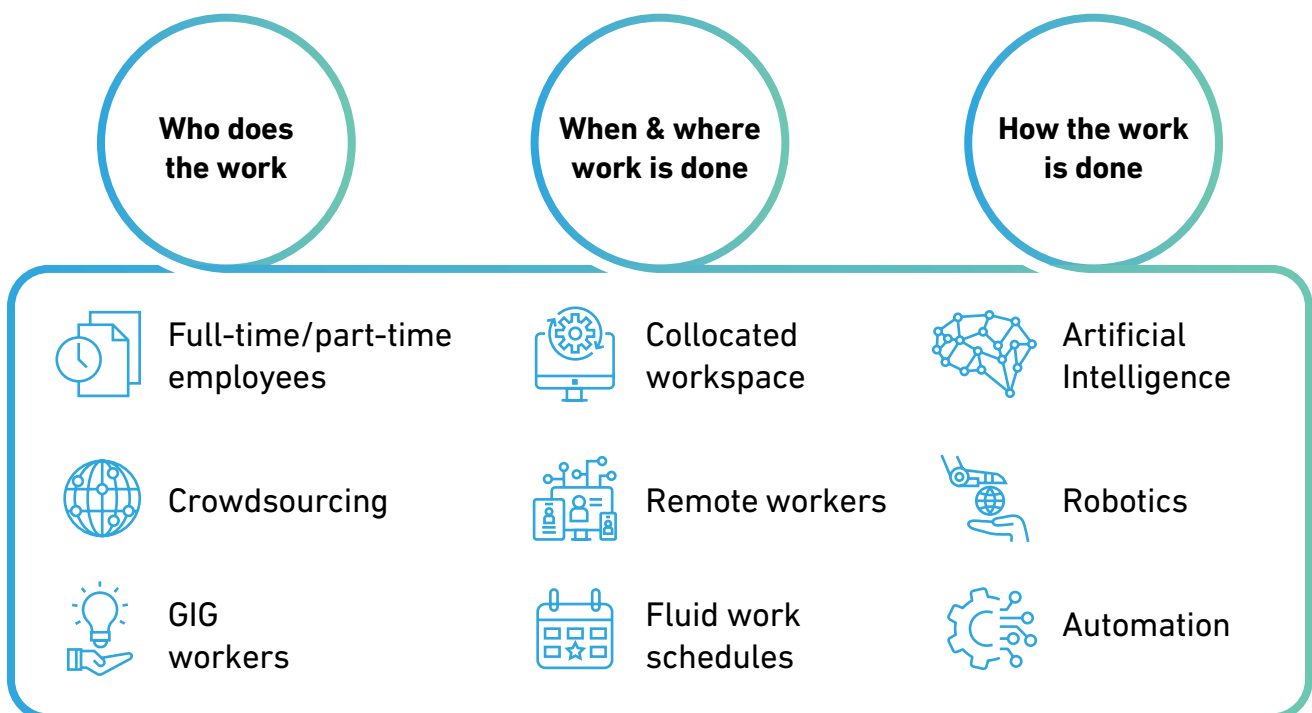 Who does
the work
When & where
work is done
How the work
is done
Full-time/part-time
employees
Collocated
workspace
Artificial
Intelligence
Crowdsourcing
Remote workers
Robotics
GIG
workers
Fluid work
schedules
Automation